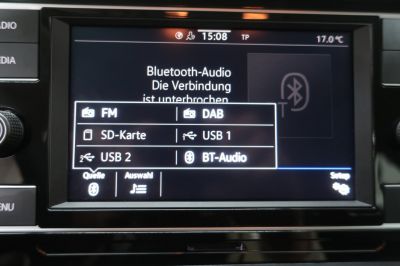 ADIO
15:08 TP 17.0°C
EDIA
Bluetooth-Audio
Die Verbindung
ist unterbrochen
FM DAB
SD-Karte USB 1
USB 2 BT-Audio
Quelle Auswahl Setup
MENU